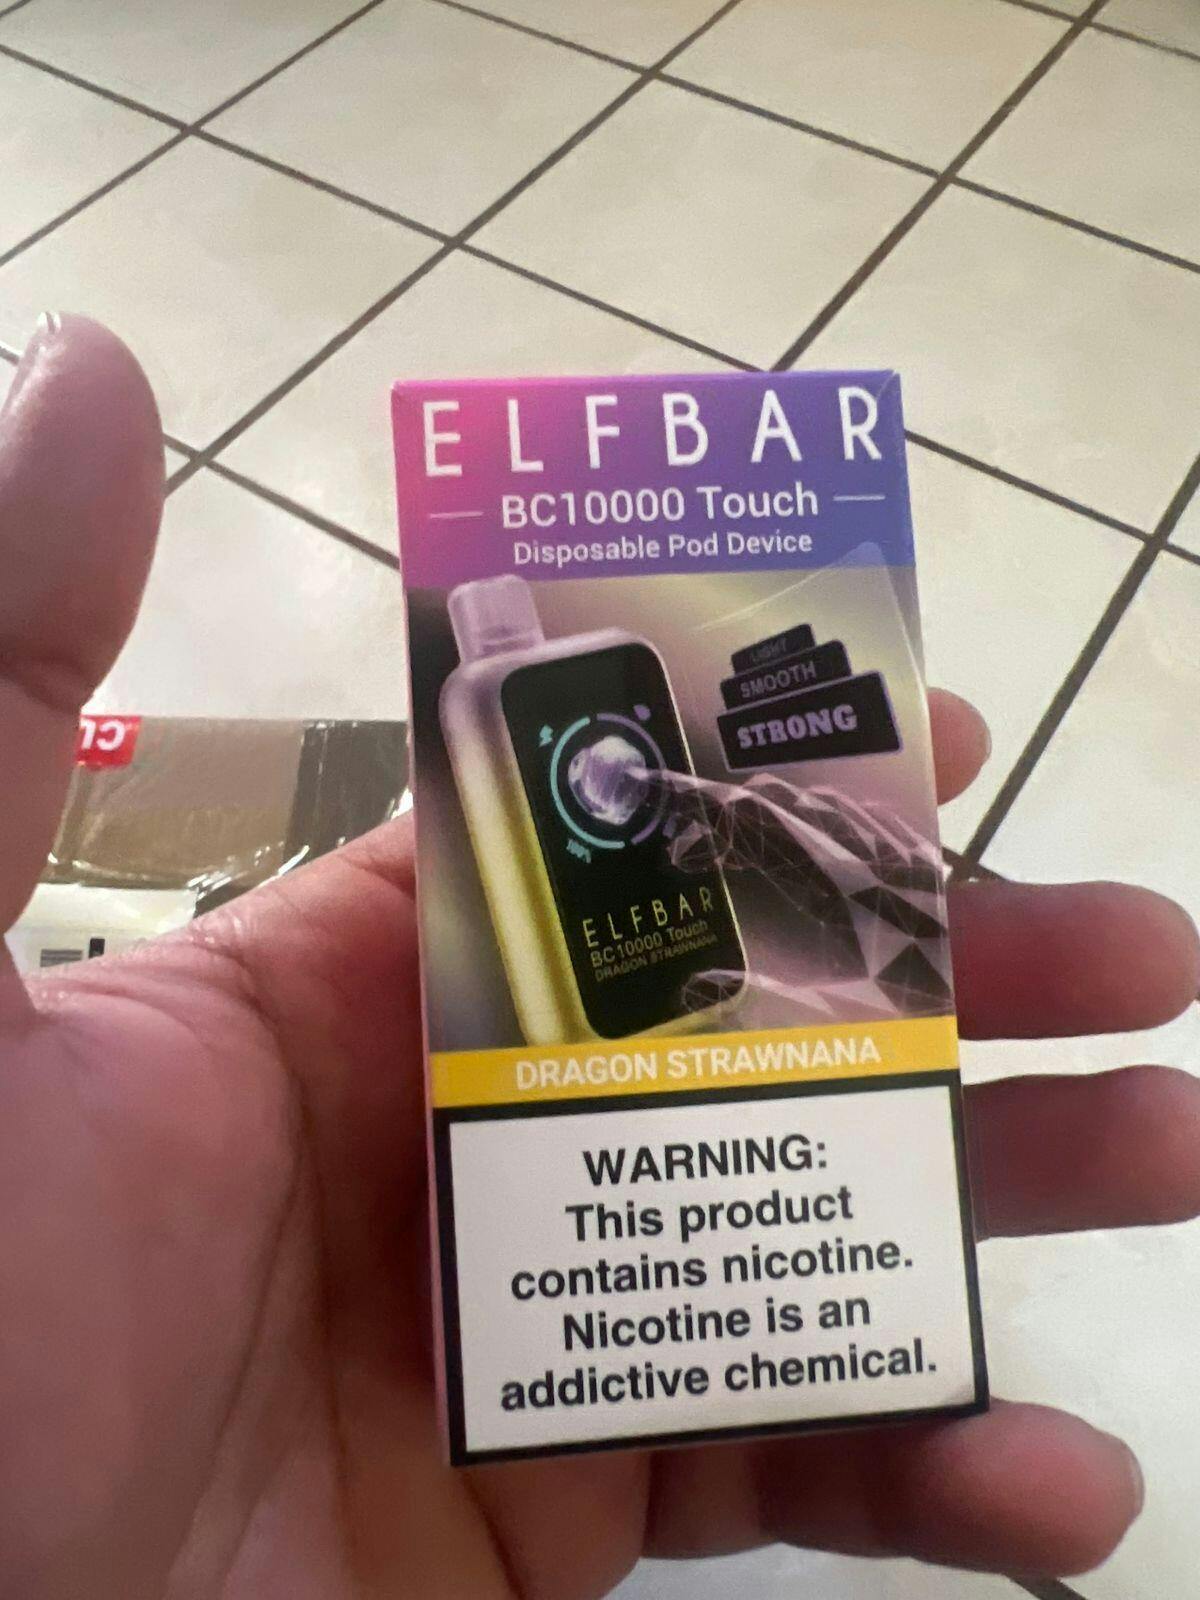 ELFBAR
BC10000 Touch
Disposable Pod Device
LIGHT
SMOOTH
STRONG
100%
ELFBAR
BC10000 Touch
DRAGON STRAWNANA
DRAGON STRAWNANA
WARNING:
This product
contains nicotine.
Nicotine is an
addictive chemical.